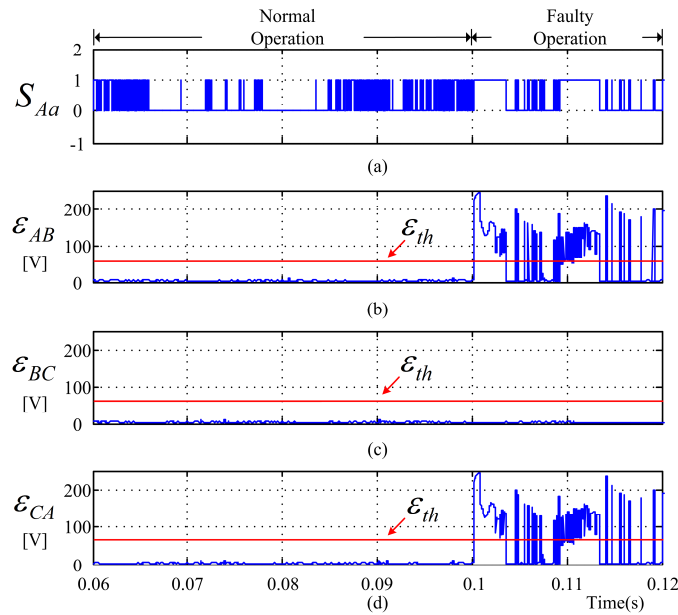 Normal
Operation
Faulty
Operation
2
1
0
-1
S_Aa
(a)
200
100
0
ε_AB
[V]
ε_th
(b)
200
100
0
ε_BC
[V]
ε_th
(c)
200
100
0
ε_CA
[V]
ε_th
0.06 0.07 0.08 0.09 0.1 0.11 0.12
(d) Time(s)